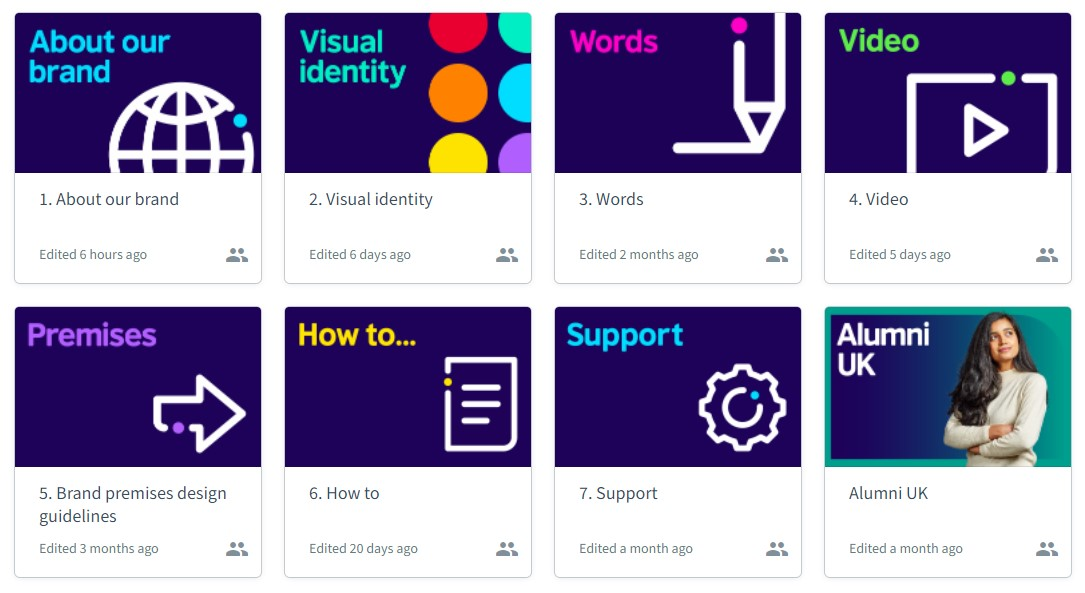 About our
brand
1. About our brand
Edited 6 hours ago
Visual
identity
2. Visual identity
Edited 6 days ago
Words
3. Words
Edited 2 months ago
Video
4. Video
Edited 5 days ago
Premises
5. Brand premises design
guidelines
Edited 3 months ago
How to...
6. How to
Edited 20 days ago
Support
7. Support
Edited a month ago
Alumni
UK
Alumni UK
Edited a month ago